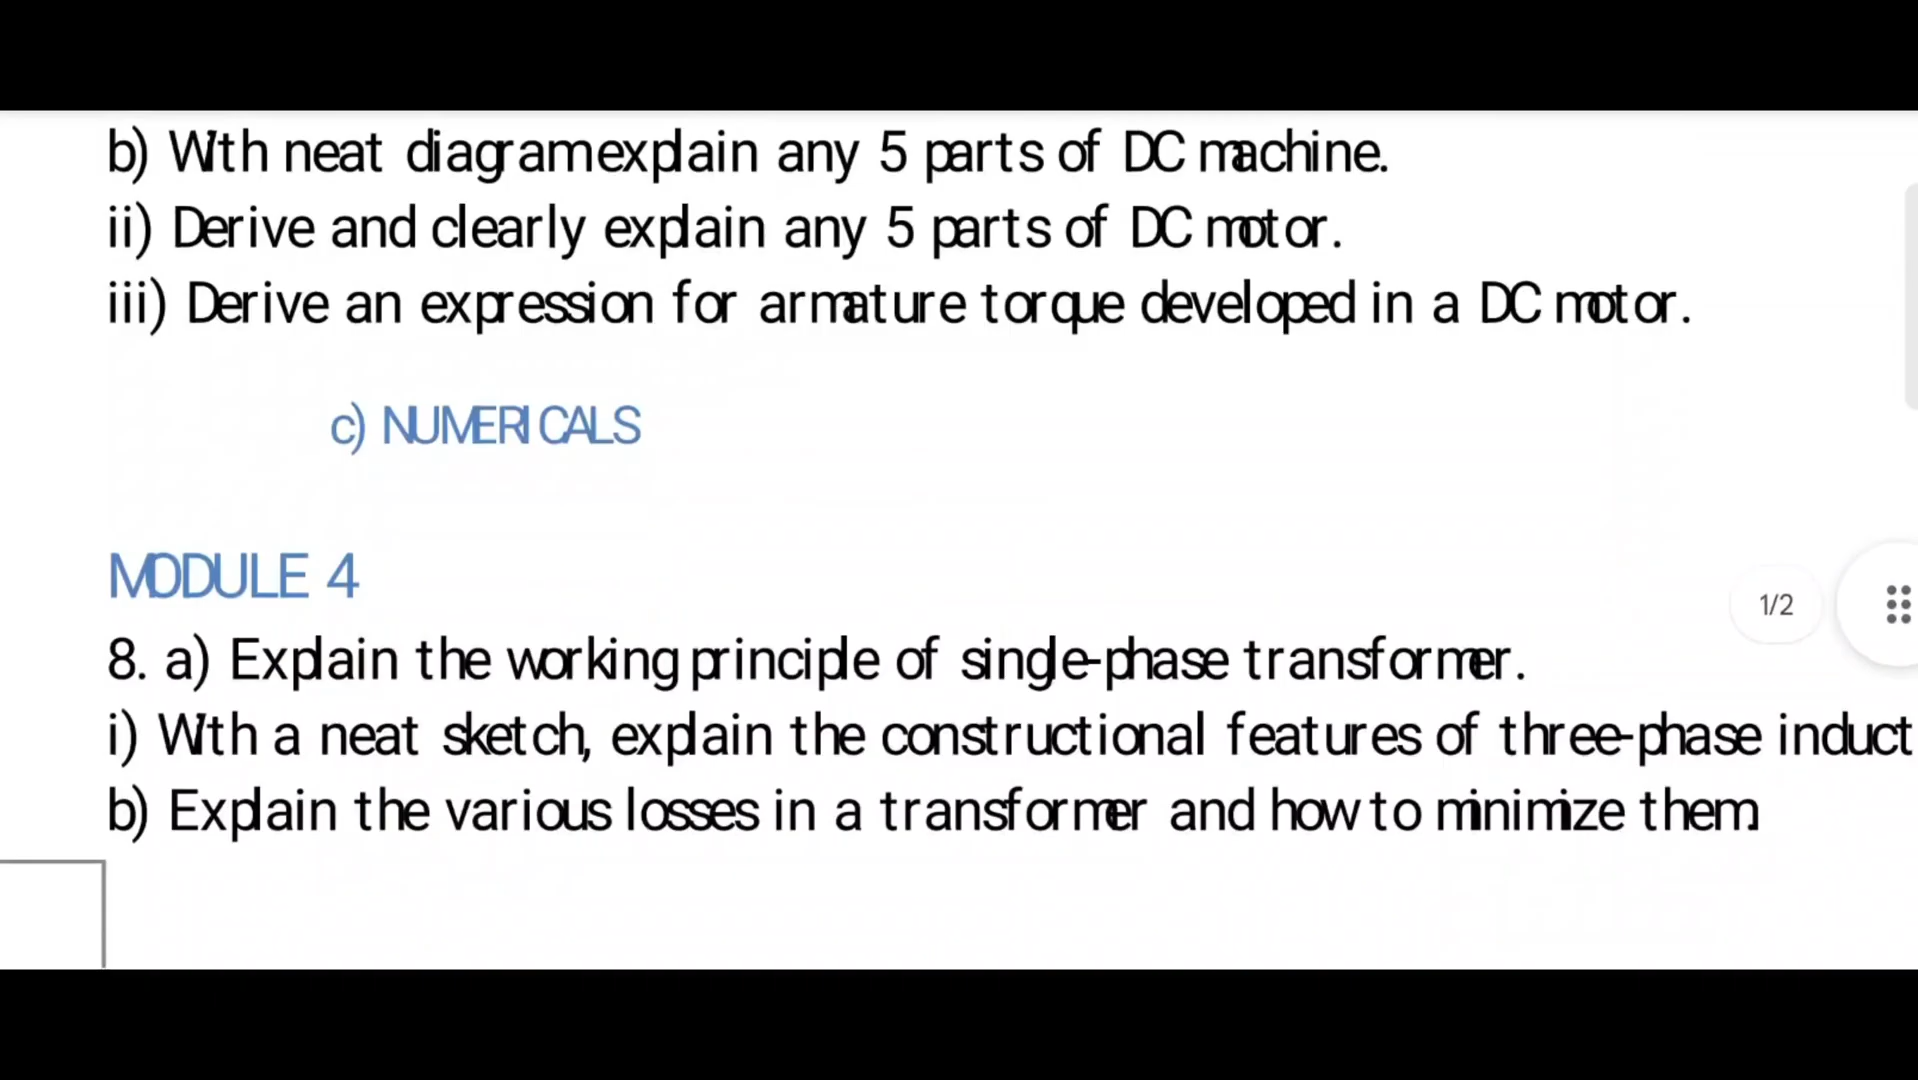 b) With neat diagram explain any 5 parts of DC machine.
ii) Derive and clearly explain any 5 parts of DC motor.
iii) Derive an expression for armature torque developed in a DC motor.
c) NUMERICALS
MODULE 4
1/2
8. a) Explain the working principle of single-phase transformer.
i) With a neat sketch, explain the constructional features of three-phase induct
b) Explain the various losses in a transformer and how to minimize them.